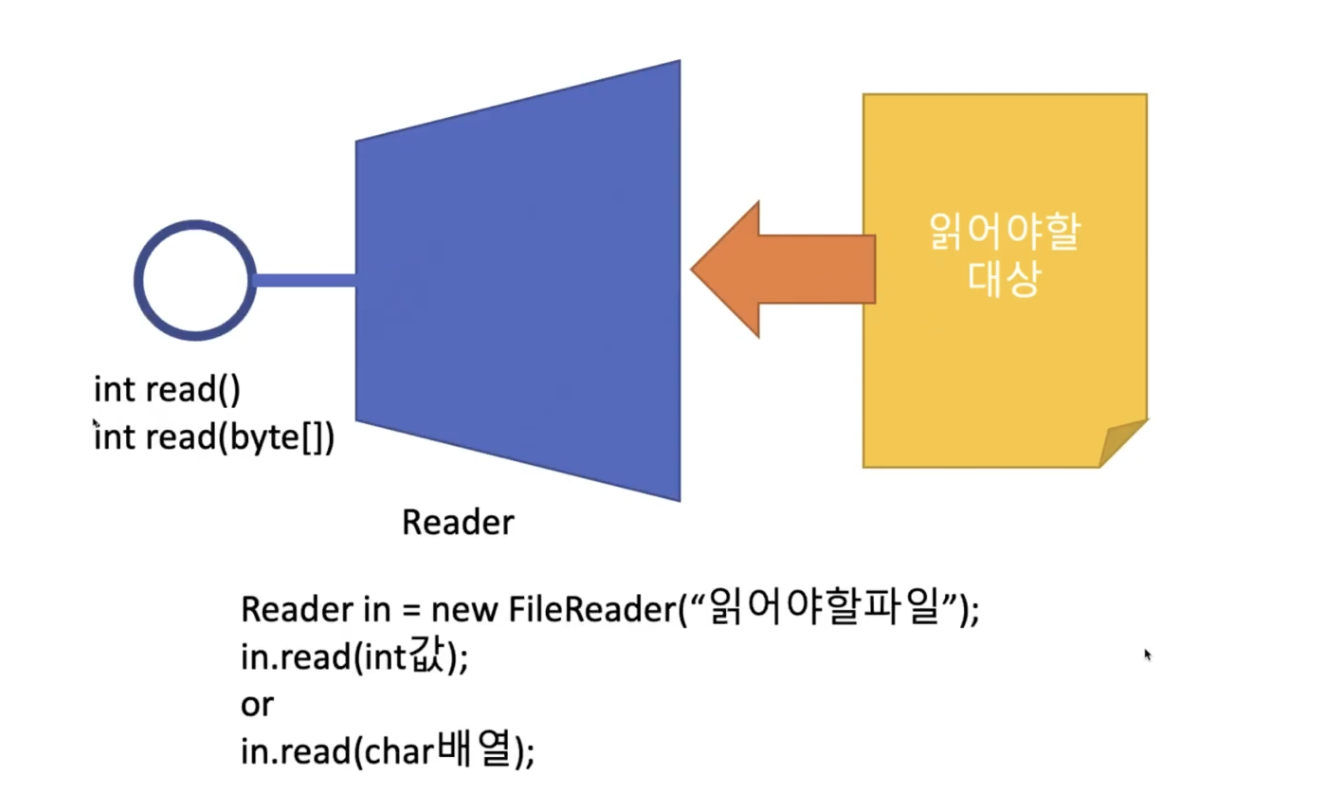 읽어야할
대상
int read()
int read(byte[])
Reader
Reader in = new FileReader(“읽어야할파일”);
in.read(int값);
or
in.read(char배열);